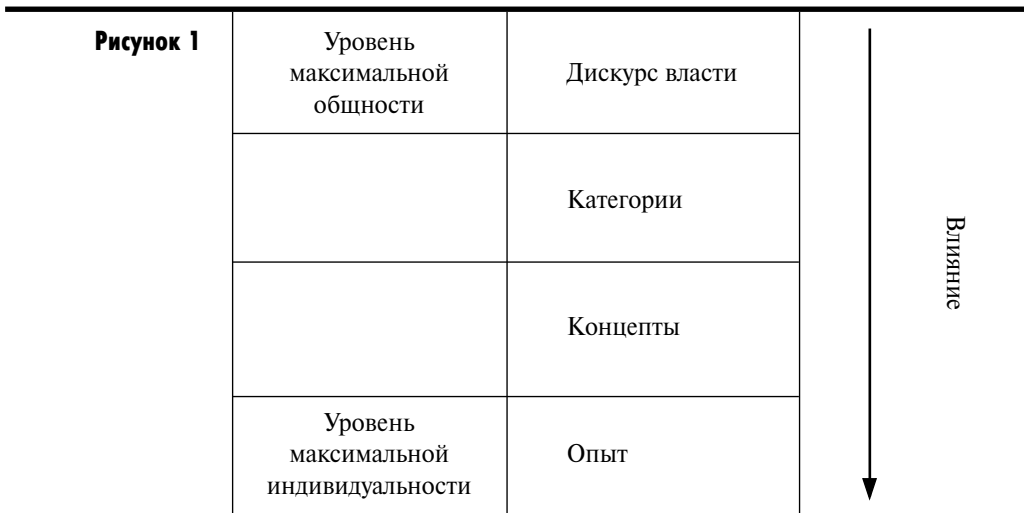 Рисунок 1
Уровень
максимальной
общности
Дискурс власти
Категории
Концепты
Уровень
максимальной
индивидуальности
Опыт
Влияние